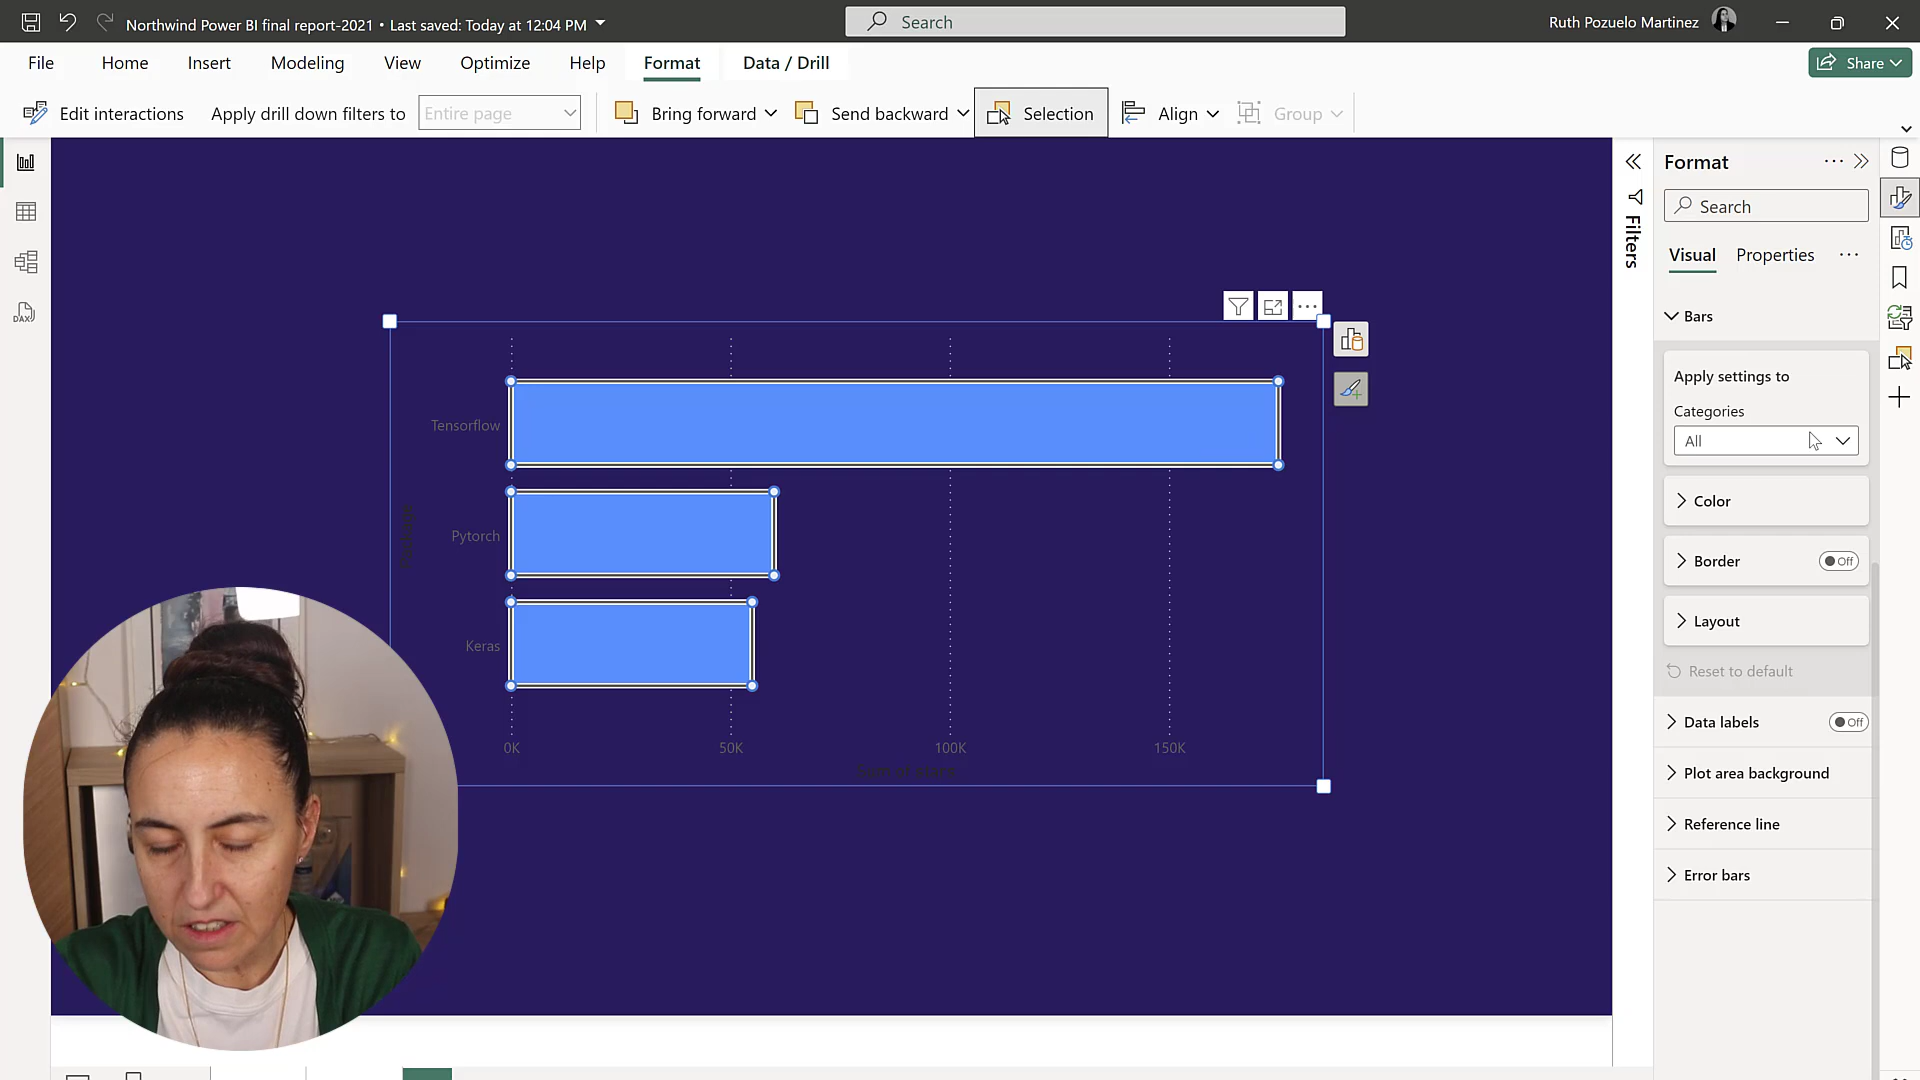 Northwind Power BI final report-2021 • Last saved: Today at 12:04 PM
Search
Ruth Pozuelo Martinez
File Home Insert Modeling View Optimize Help Format Data / Drill
Share
Edit interactions Apply drill down filters to Entire page Bring forward Send backward Selection Align Group
Format
Search
Filters
Visual Properties
Bars
Apply settings to
Categories
All
Color
Border Off
Layout
Reset to default
Data labels Off
Plot area background
Reference line
Error bars
Tensorflow
Pytorch
Keras
0K 50K 100K 150K
DAX